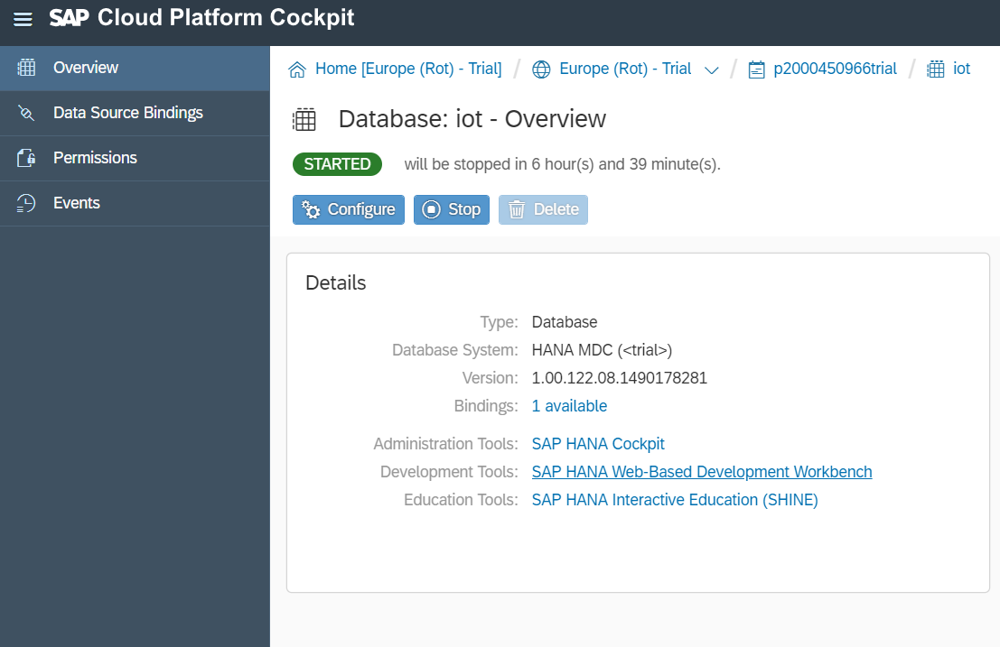 SAP Cloud Platform Cockpit
Overview
Data Source Bindings
Permissions
Events
Home [Europe (Rot) - Trial] / Europe (Rot) - Trial / p2000450966trial / iot
Database: iot - Overview
STARTED will be stopped in 6 hour(s) and 39 minute(s).
Configure Stop Delete
Details
Type: Database
Database System: HANA MDC (<trial>)
Version: 1.00.122.08.1490178281
Bindings: 1 available
Administration Tools: SAP HANA Cockpit
Development Tools: SAP HANA Web-Based Development Workbench
Education Tools: SAP HANA Interactive Education (SHINE)